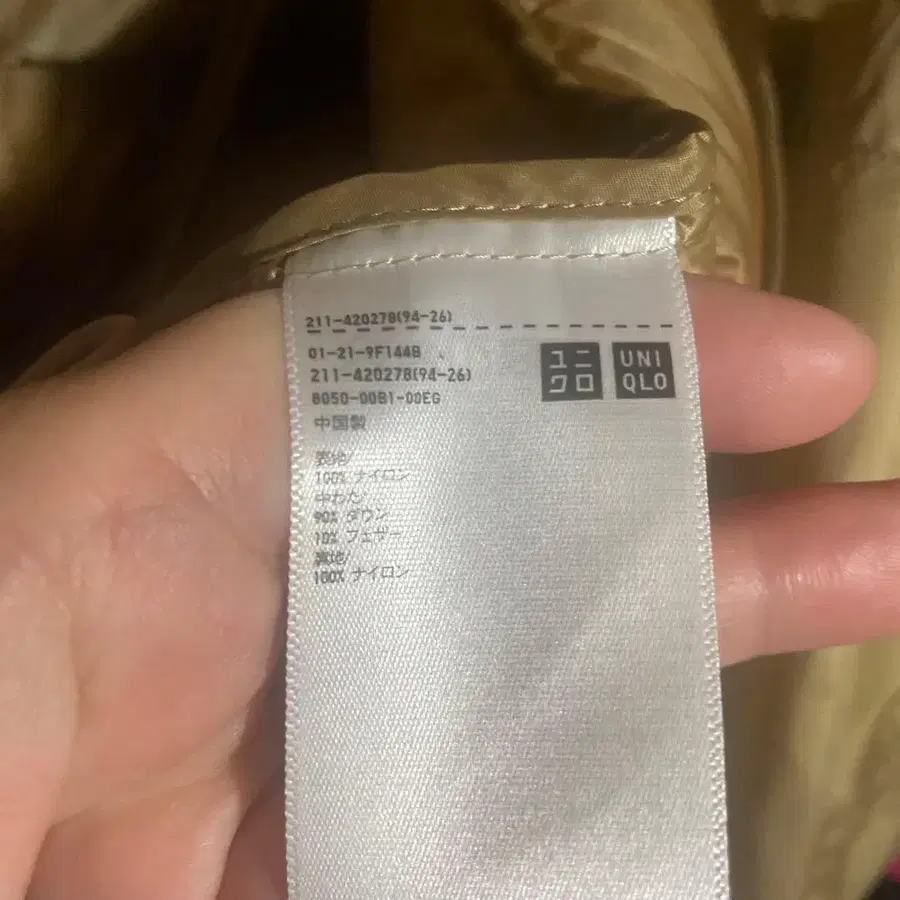 211-420278(94-26)
01-21-9F144B
211-420278(94-26)
8050-00B1-00EG
中国製
ユニ
クロ
UNI
QLO
表地/
100% ナイロン
中わた/
90% ダウン
10% フェザー
裏地/
100% ナイロン